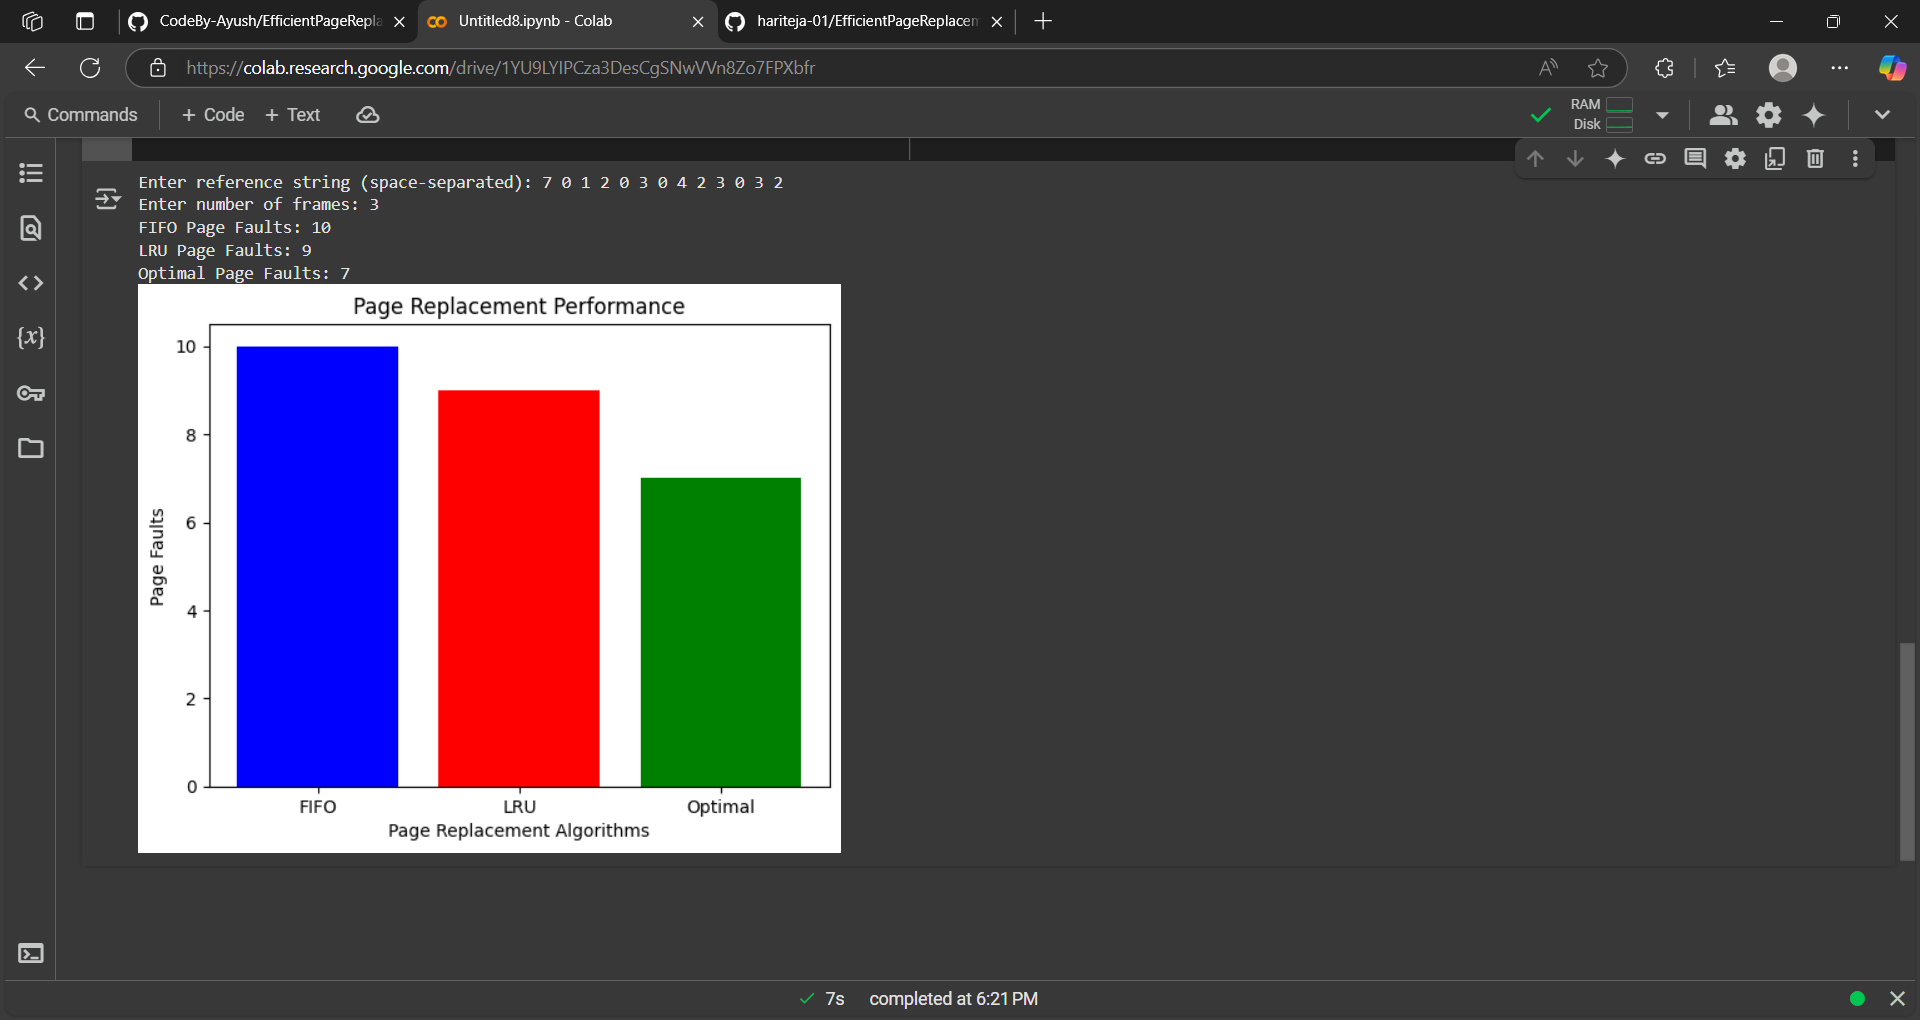 CodeBy-Ayush/EfficientPageRepla
Untitled8.ipynb - Colab
hariteja-01/EfficientPageReplacem
https://colab.research.google.com/drive/1YU9LYIPCza3DesCgSNwVVn8Zo7FPXbfr
Commands
+ Code
+ Text
RAM
Disk
Enter reference string (space-separated): 7 0 1 2 0 3 0 4 2 3 0 3 2
Enter number of frames: 3
FIFO Page Faults: 10
LRU Page Faults: 9
Optimal Page Faults: 7
Page Replacement Performance
10
8
6
4
2
0
Page Faults
FIFO
LRU
Optimal
Page Replacement Algorithms
7s completed at 6:21 PM